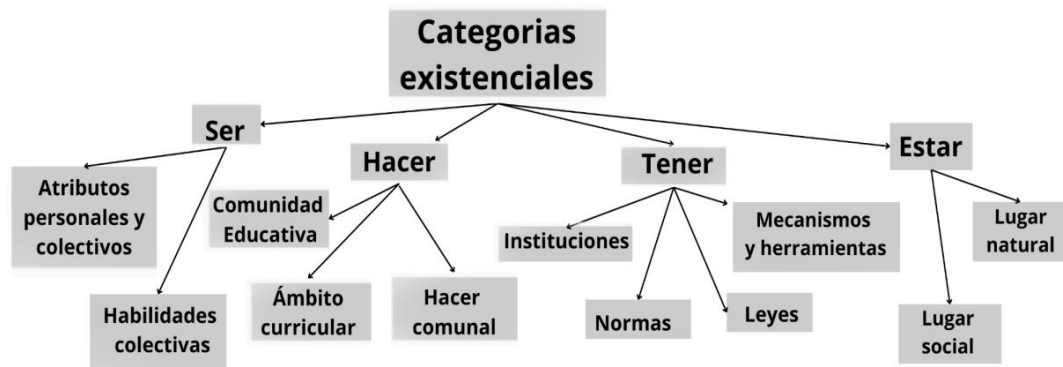 Categorias
existenciales
Ser
Hacer
Tener
Estar
Atributos
personales y
colectivos
Habilidades
colectivas
Comunidad
Educativa
Ámbito
curricular
Hacer
comunal
Instituciones
Normas
Leyes
Mecanismos
y herramientas
Lugar
social
Lugar
natural